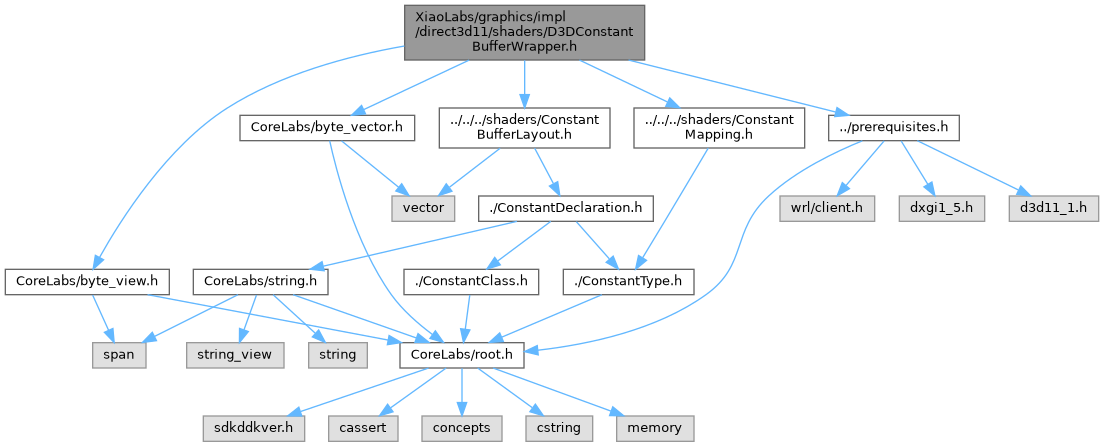 XiaoLabs/graphics/impl
/direct3d11/shaders/D3DConstant
BufferWrapper.h
CoreLabs/byte_vector.h
../../../shaders/Constant
BufferLayout.h
../../../shaders/Constant
Mapping.h
../prerequisites.h
vector
./ConstantDeclaration.h
wrl/client.h
dxgi1_5.h
d3d11_1.h
CoreLabs/byte_view.h
CoreLabs/string.h
./ConstantClass.h
./ConstantType.h
span
string_view
string
CoreLabs/root.h
sdkddkver.h
cassert
concepts
cstring
memory